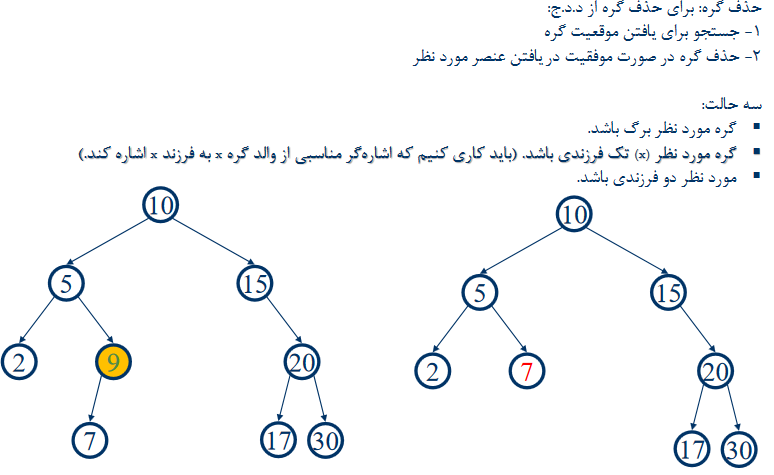 حذف گره: برای حذف گره از د.د.ج:
۱- جستجو برای یافتن موقعیت گره
۲- حذف گره در صورت موفقیت در یافتن عنصر مورد نظر
سه حالت:
▪ گره مورد نظر برگ باشد.
▪ گره مورد نظر (x) تک فرزندی باشد. (باید کاری کنیم که اشاره‌گر مناسبی از والد گره x به فرزند x اشاره کند.)
▪ مورد نظر دو فرزندی باشد.
10
5 15
2 9 20
7 17 30
10
5 15
2 7 20
17 30